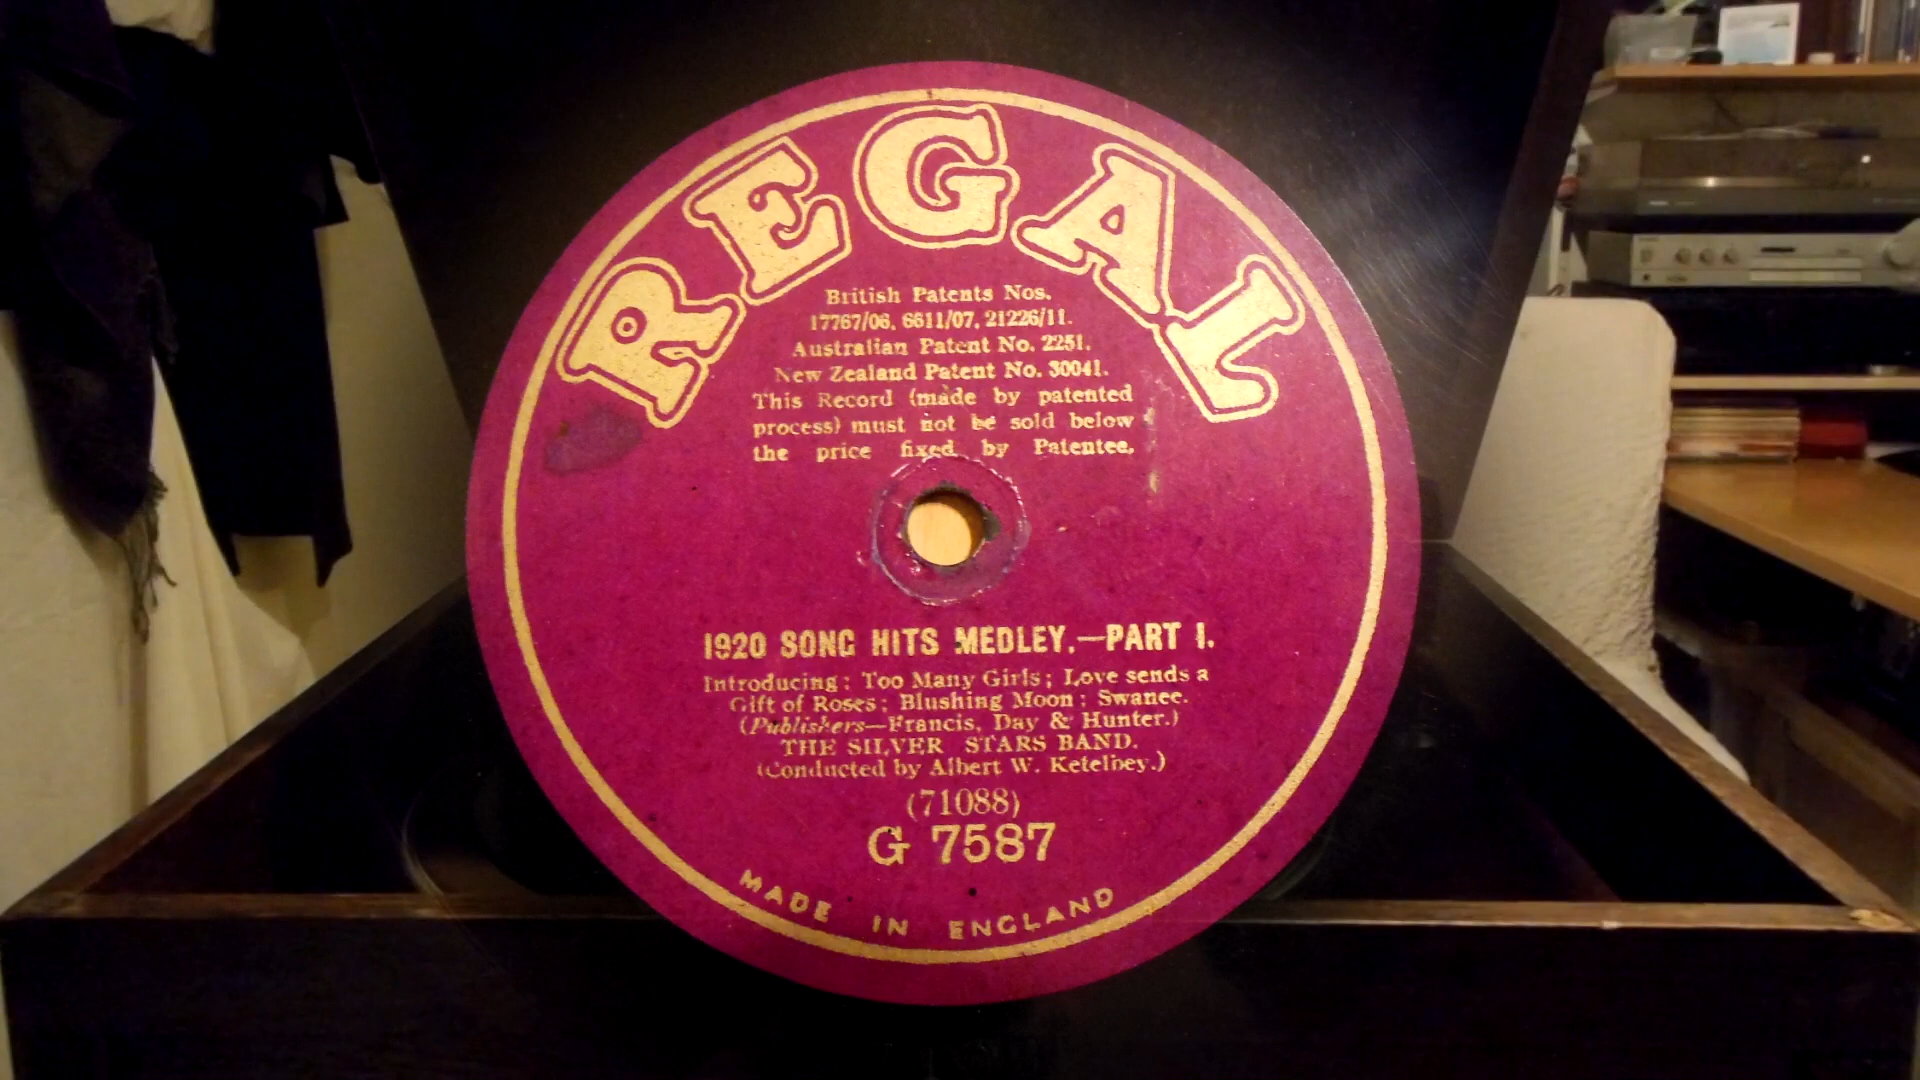 REGAL
British Patents Nos.
17767/06, 6611/07, 21226/11.
Australian Patent No. 2251.
New Zealand Patent No. 30041.
This Record (made by patented
process) must not be sold below
the price fixed by Patentee.
1920 SONG HITS MEDLEY.—PART 1.
Introducing: Too Many Girls; Love sends a
Gift of Roses; Blushing Moon; Swanee.
(Publishers—Francis, Day & Hunter.)
THE SILVER STARS BAND.
(Conducted by Albert W. Ketelbey.)
(71088)
G 7587
MADE IN ENGLAND